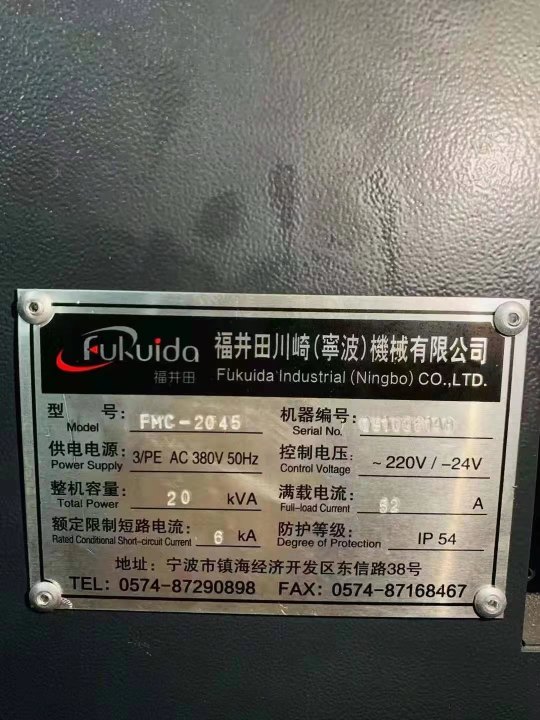 Fukuida
福井田
福井田川崎(寧波)機械有限公司
Fukuida Industrial (Ningbo) CO.,LTD.
型 号: FMC-2045 机器编号:
Model Serial No.
供电电源: 3/PE AC 380V 50Hz 控制电压: ~220V/-24V
Power Supply Control Voltage
整机容量: 20 kVA 满载电流: 52 A
Total Power Full-load Current
额定限制短路电流: 6 kA 防护等级: IP 54
Rated Conditional Short-circuit Current Degree of Protection
地址: 宁波市镇海经济开发区东信路38号
TEL: 0574-87290898 FAX: 0574-87168467